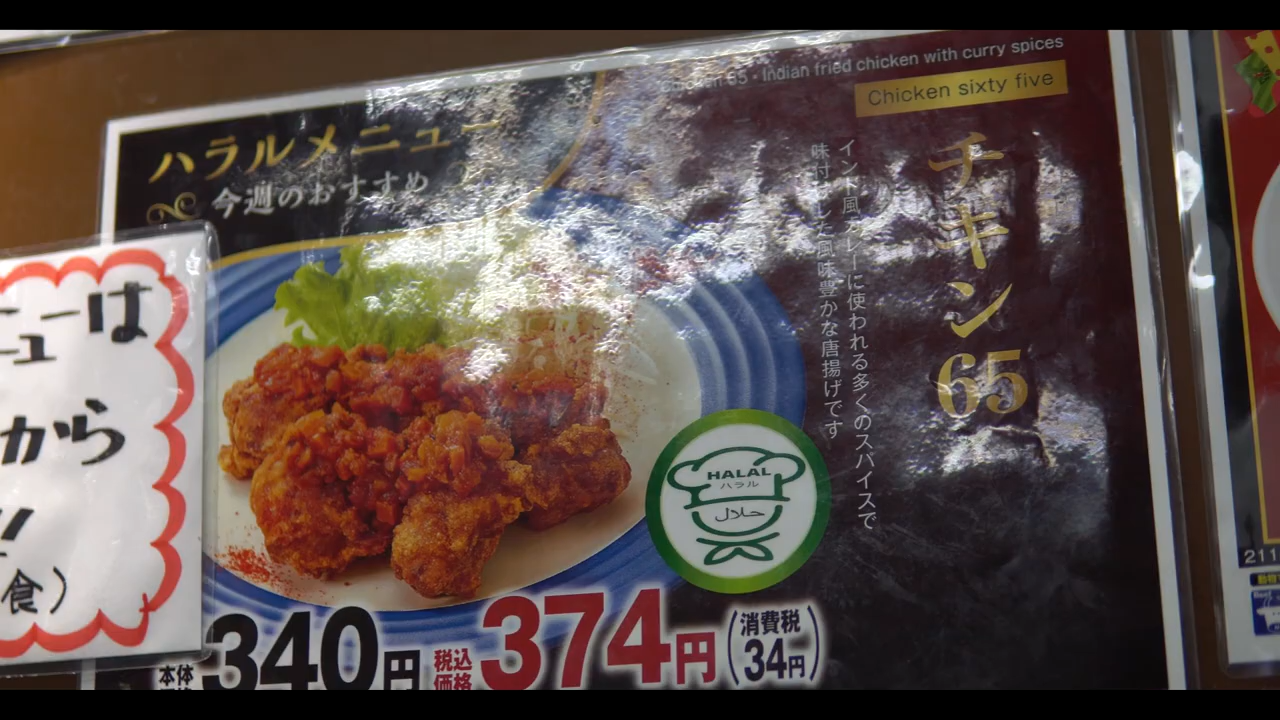 Indian fried chicken with curry spices
Chicken sixty five
ハラルメニュー
今週のおすすめ
チキン65
インド風カレーに使われる多くのスパイスで
味付けした風味豊かな唐揚げです
HALAL
ハラル
حلال
本体
340円
税込
価格
374円
(消費税
34円)
ューは
から
食)
211